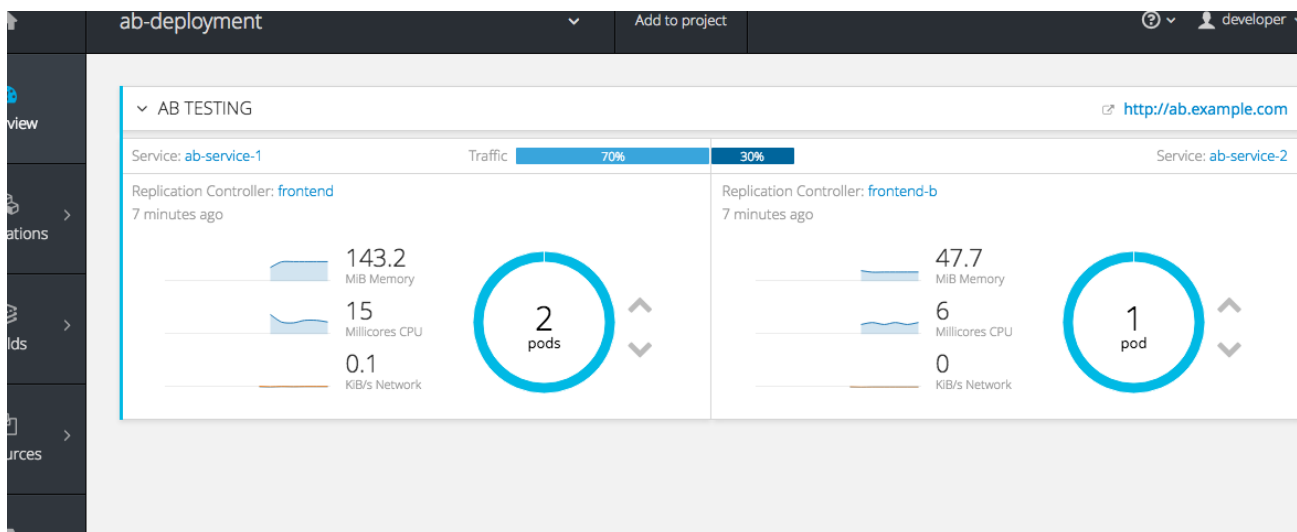 ab-deployment
Add to project
developer
AB TESTING
http://ab.example.com
Service: ab-service-1
Traffic
70%
30%
Service: ab-service-2
Replication Controller: frontend
7 minutes ago
143.2
MiB Memory
15
Millicores CPU
0.1
KiB/s Network
2
pods
Replication Controller: frontend-b
7 minutes ago
47.7
MiB Memory
6
Millicores CPU
0
KiB/s Network
1
pod
view
ations
lds
urces